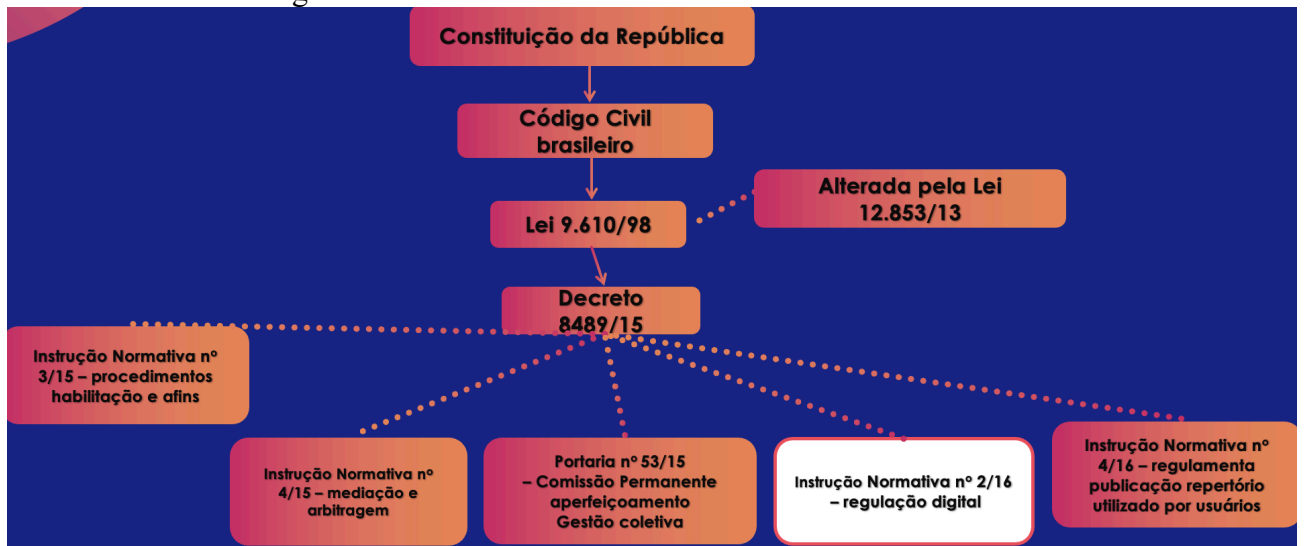 Constituição da República
Código Civil
brasileiro
Alterada pela Lei
12.853/13
Lei 9.610/98
Decreto
8489/15
Instrução Normativa nº
3/15 – procedimentos
habilitação e afins
Instrução Normativa nº
4/15 – mediação e
arbitragem
Portaria nº 53/15
– Comissão Permanente
aperfeiçoamento
Gestão coletiva
Instrução Normativa nº 2/16
– regulação digital
Instrução Normativa nº
4/16 – regulamenta
publicação repertório
utilizado por usuários